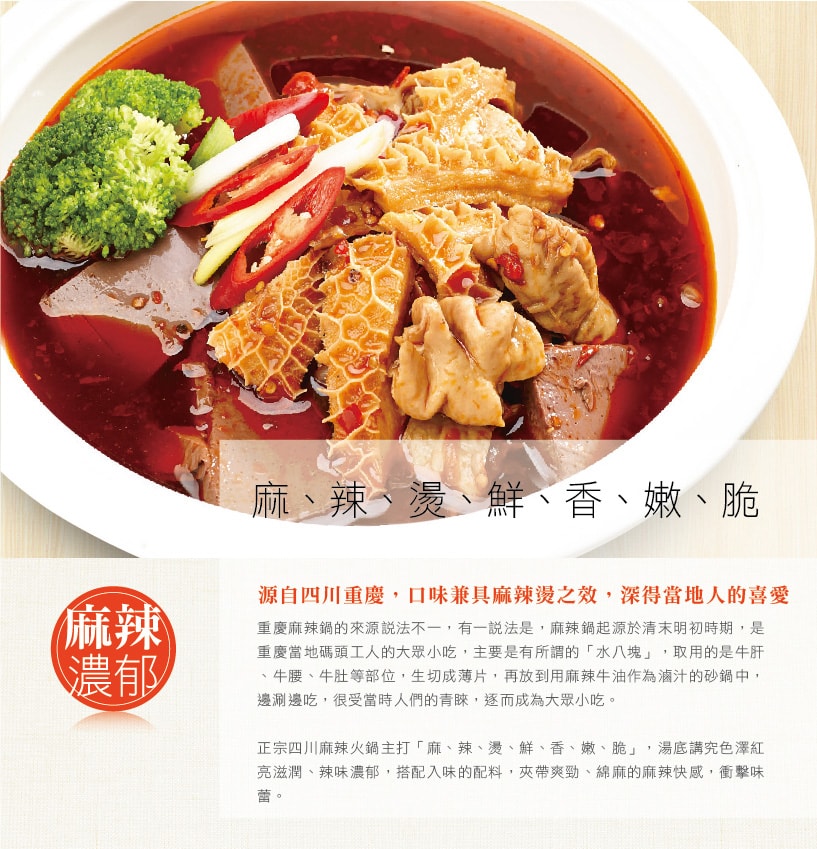 麻、辣、燙、鮮、香、嫩、脆
麻辣
濃郁
源自四川重慶，口味兼具麻辣燙之效，深得當地人的喜愛
重慶麻辣鍋的來源說法不一，有一說法是，麻辣鍋起源於清末明初時期，是
重慶當地碼頭工人的大眾小吃，主要是有所謂的「水八塊」，取用的是牛肝
、牛腰、牛肚等部位，生切成薄片，再放到用麻辣牛油作為滷汁的砂鍋中，
邊涮邊吃，很受當時人們的青睞，逐而成為大眾小吃。
正宗四川麻辣火鍋主打「麻、辣、燙、鮮、香、嫩、脆」，湯底講究色澤紅
亮滋潤、辣味濃郁，搭配入味的配料，夾帶爽勁、綿麻的麻辣快感，衝擊味
蕾。